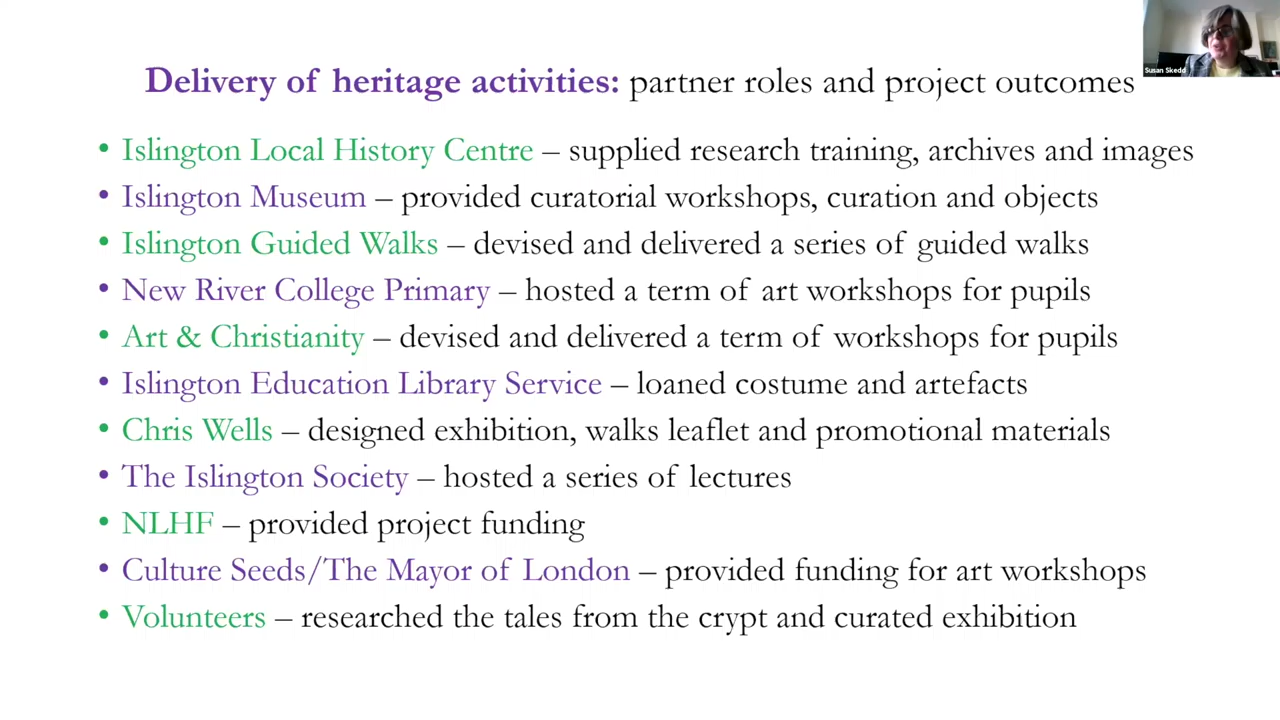 Susan Skedd
Delivery of heritage activities: partner roles and project outcomes
• Islington Local History Centre – supplied research training, archives and images
• Islington Museum – provided curatorial workshops, curation and objects
• Islington Guided Walks – devised and delivered a series of guided walks
• New River College Primary – hosted a term of art workshops for pupils
• Art & Christianity – devised and delivered a term of workshops for pupils
• Islington Education Library Service – loaned costume and artefacts
• Chris Wells – designed exhibition, walks leaflet and promotional materials
• The Islington Society – hosted a series of lectures
• NLHF – provided project funding
• Culture Seeds/The Mayor of London – provided funding for art workshops
• Volunteers – researched the tales from the crypt and curated exhibition